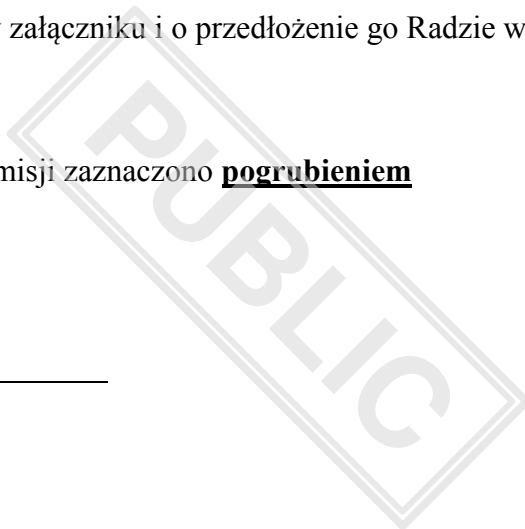 załączniku i o przedłożenie go Radzie w
misji zaznaczono pogrubieniem
PUBLIC